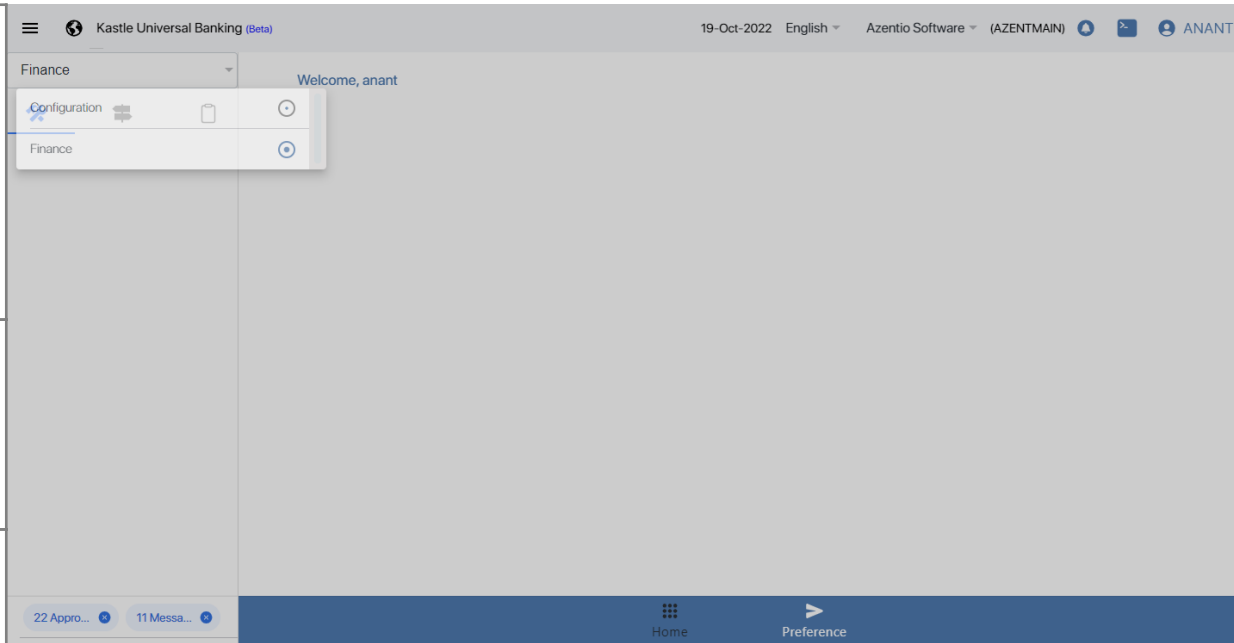 Kastle Universal Banking (Beta) 19-Oct-2022 English Azentio Software (AZENTMAIN) ANANT
Finance
Welcome, anant
Configuration
Finance
22 Appro... 11 Messa...
Home Preference